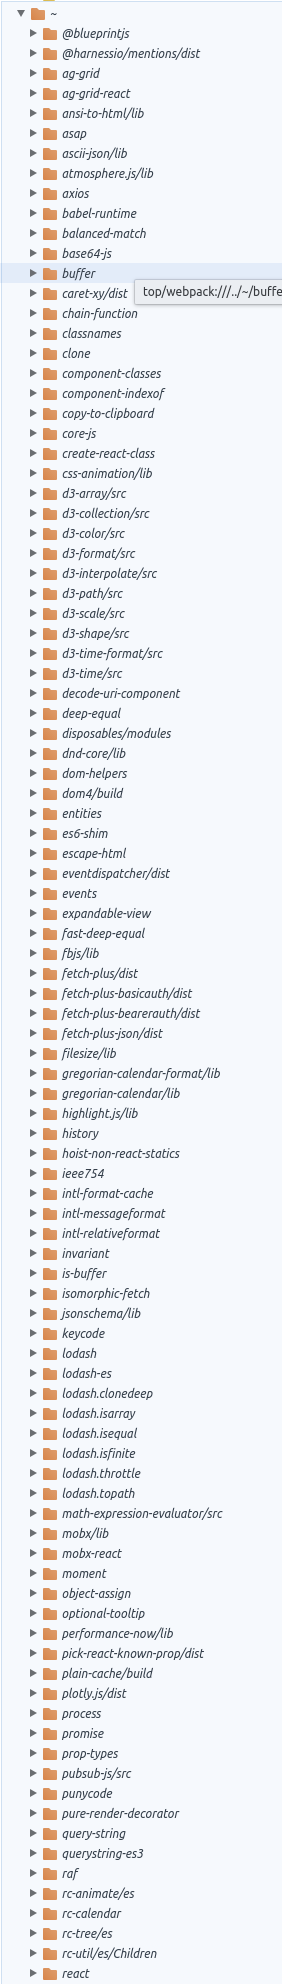 ~
@blueprintjs
@harnessio/mentions/dist
ag-grid
ag-grid-react
ansi-to-html/lib
asap
ascii-json/lib
atmosphere.js/lib
axios
babel-runtime
balanced-match
base64-js
buffer
caret-xy/dist
top/webpack:///../~/buffe
chain-function
classnames
clone
component-classes
component-indexof
copy-to-clipboard
core-js
create-react-class
css-animation/lib
d3-array/src
d3-collection/src
d3-color/src
d3-format/src
d3-interpolate/src
d3-path/src
d3-scale/src
d3-shape/src
d3-time-format/src
d3-time/src
decode-uri-component
deep-equal
disposables/modules
dnd-core/lib
dom-helpers
dom4/build
entities
es6-shim
escape-html
eventdispatcher/dist
events
expandable-view
fast-deep-equal
fbjs/lib
fetch-plus/dist
fetch-plus-basicauth/dist
fetch-plus-bearerauth/dist
fetch-plus-json/dist
filesize/lib
gregorian-calendar-format/lib
gregorian-calendar/lib
highlight.js/lib
history
hoist-non-react-statics
ieee754
intl-format-cache
intl-messageformat
intl-relativeformat
invariant
is-buffer
isomorphic-fetch
jsonschema/lib
keycode
lodash
lodash-es
lodash.clonedeep
lodash.isarray
lodash.isequal
lodash.isfinite
lodash.throttle
lodash.topath
math-expression-evaluator/src
mobx/lib
mobx-react
moment
object-assign
optional-tooltip
performance-now/lib
pick-react-known-prop/dist
plain-cache/build
plotly.js/dist
process
promise
prop-types
pubsub-js/src
punycode
pure-render-decorator
query-string
querystring-es3
raf
rc-animate/es
rc-calendar
rc-tree/es
rc-util/es/Children
react